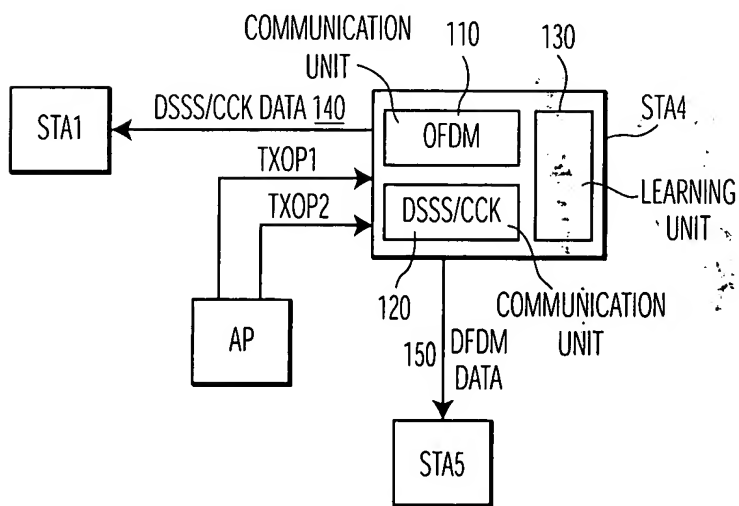 COMMUNICATION
UNIT
110
130
STA1
DSSS/CCK DATA 140
OFDM
STA4
TXOP1
TXOP2
DSSS/CCK
LEARNING
UNIT
AP
120
COMMUNICATION
UNIT
150
DFDM
DATA
STA5